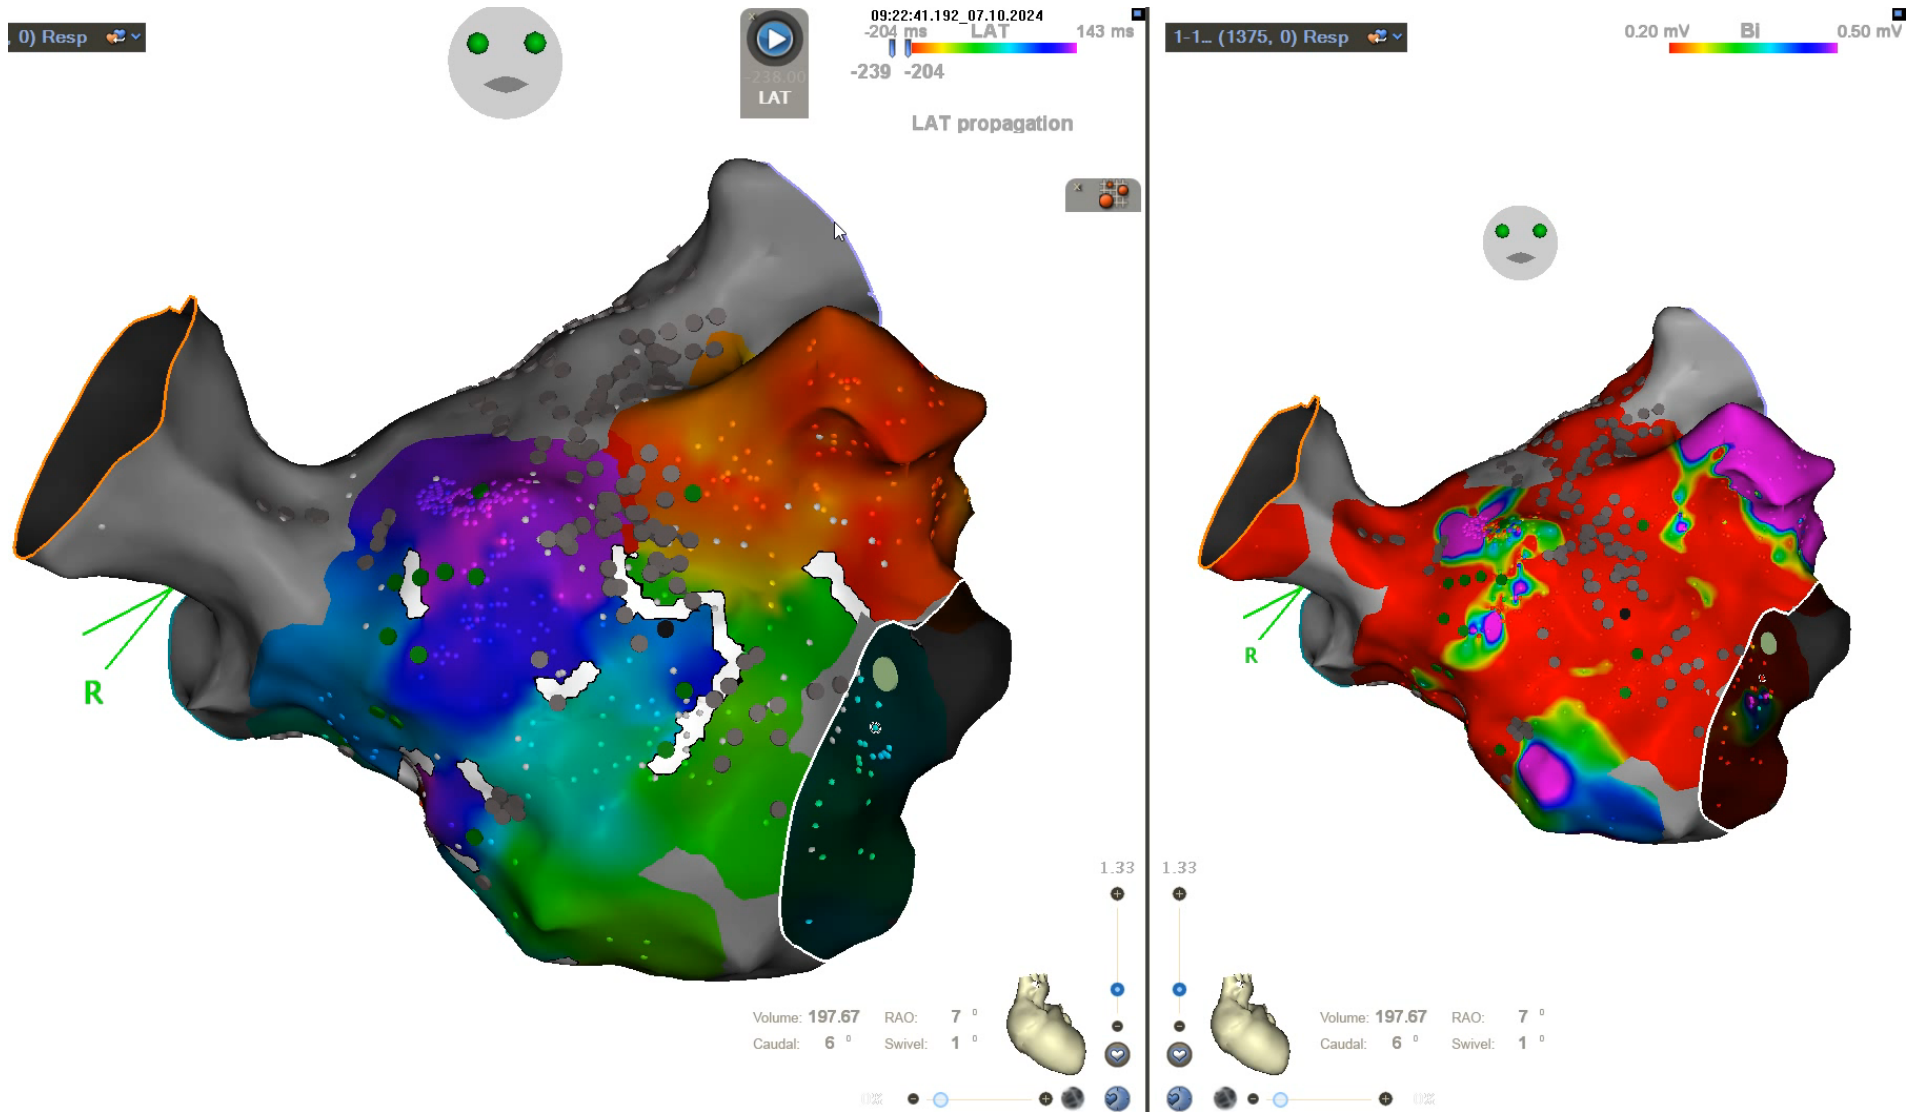 , 0) Resp
-238.00
LAT
09:22:41.192_07.10.2024
-204 ms LAT 143 ms
-239 -204
LAT propagation
R
1.33
Volume: 197.67 RAO: 7 °
Caudal: 6 ° Swivel: 1 °
1-1... (1375, 0) Resp
0.20 mV Bi 0.50 mV
R
1.33
Volume: 197.67 RAO: 7 °
Caudal: 6 ° Swivel: 1 °